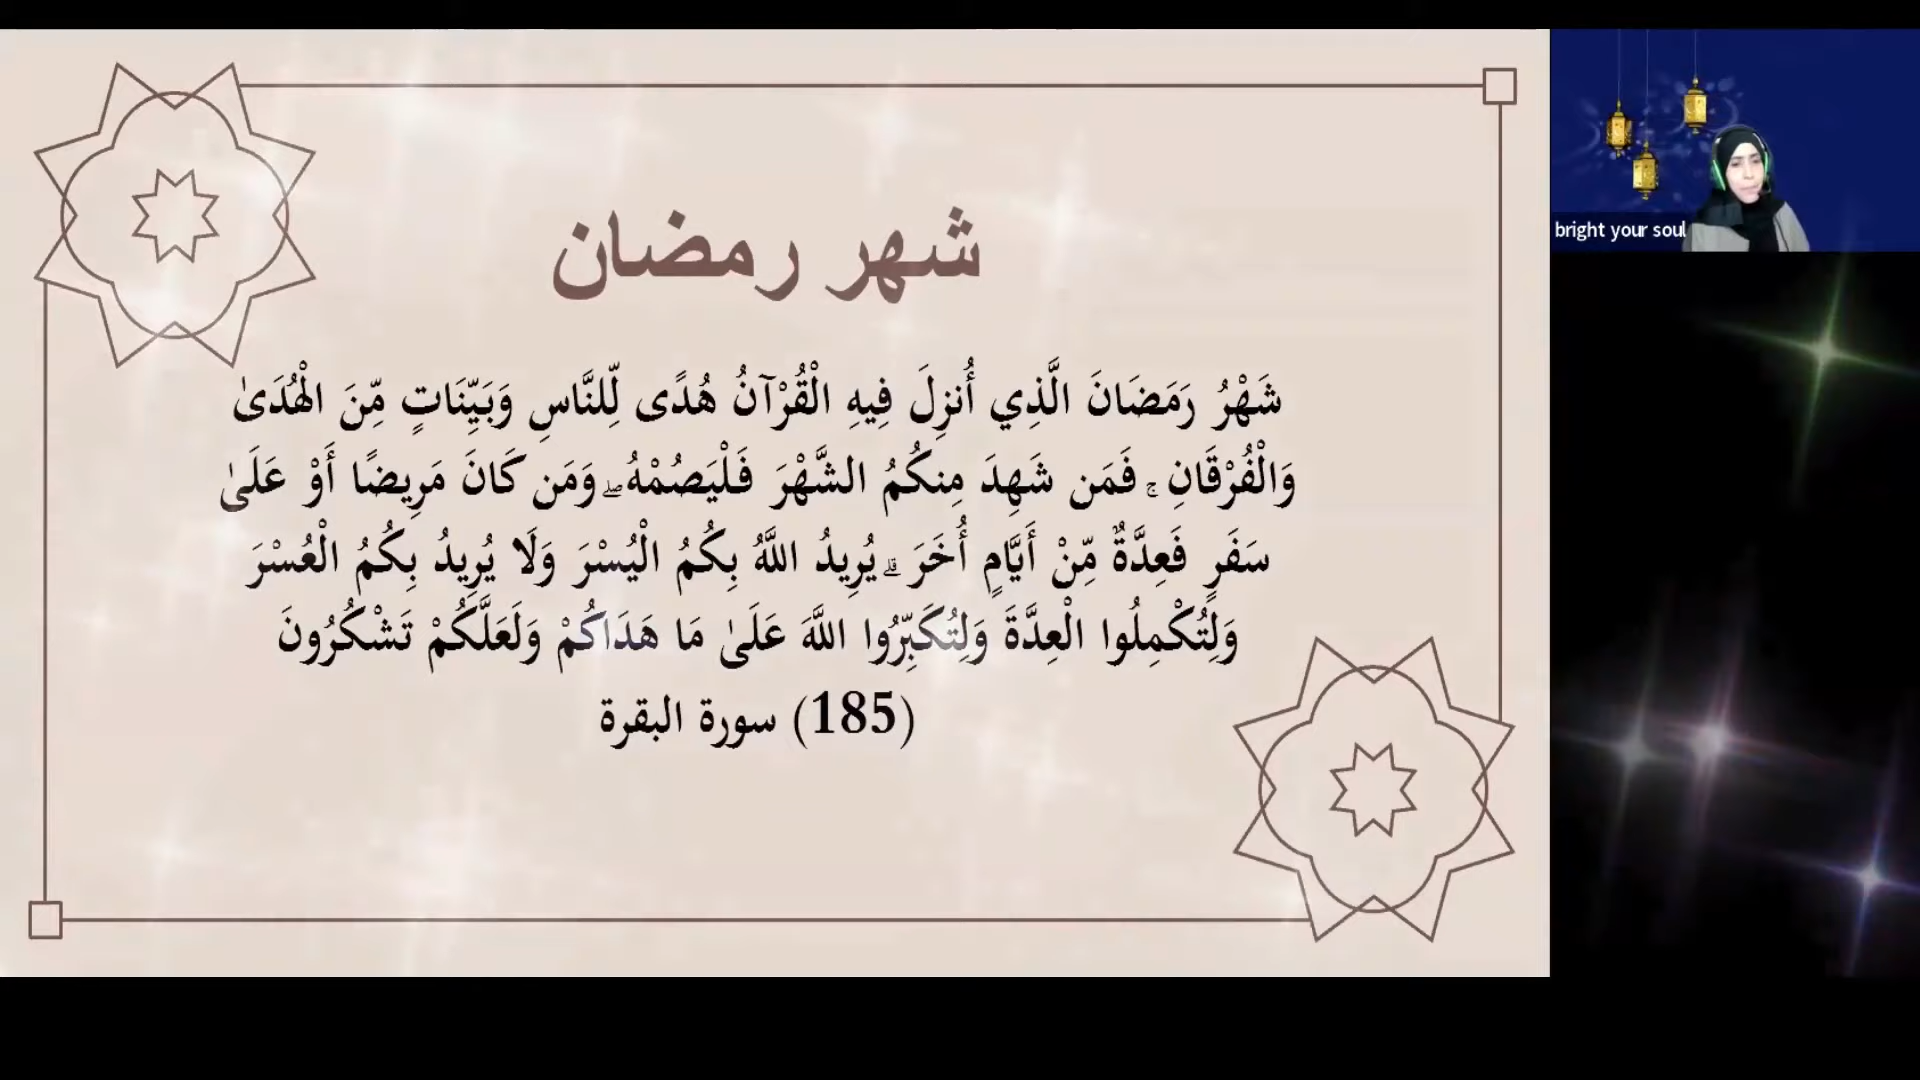 شهر رمضان
شَهْرُ رَمَضَانَ الَّذِي أُنزِلَ فِيهِ الْقُرْآنُ هُدًى لِّلنَّاسِ وَبَيِّنَاتٍ مِّنَ الْهُدَىٰ
وَالْفُرْقَانِ ۚ فَمَن شَهِدَ مِنكُمُ الشَّهْرَ فَلْيَصُمْهُ ۖ وَمَن كَانَ مَرِيضًا أَوْ عَلَىٰ
سَفَرٍ فَعِدَّةٌ مِّنْ أَيَّامٍ أُخَرَ ۗ يُرِيدُ اللَّهُ بِكُمُ الْيُسْرَ وَلَا يُرِيدُ بِكُمُ الْعُسْرَ
وَلِتُكْمِلُوا الْعِدَّةَ وَلِتُكَبِّرُوا اللَّهَ عَلَىٰ مَا هَدَاكُمْ وَلَعَلَّكُمْ تَشْكُرُونَ
(185) سورة البقرة
bright your soul